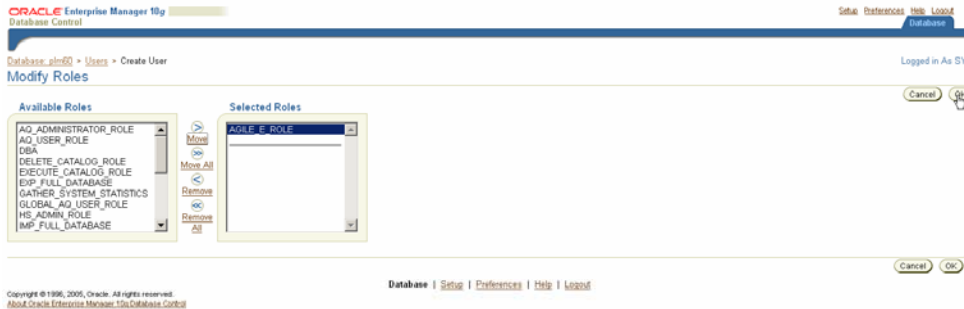 ORACLE Enterprise Manager 10g
Database Control
Setup Preferences Help Logout
Database
Database: plm60 > Users > Create User
Logged in As SY
Modify Roles
Cancel OK
Available Roles
Selected Roles
AQ_ADMINISTRATOR_ROLE
AQ_USER_ROLE
DBA
DELETE_CATALOG_ROLE
EXECUTE_CATALOG_ROLE
EXP_FULL_DATABASE
GATHER_SYSTEM_STATISTICS
GLOBAL_AQ_USER_ROLE
HS_ADMIN_ROLE
IMP_FULL_DATABASE
Move
Move All
Remove
Remove
All
AGILE_E_ROLE
Cancel OK
Database | Setup | Preferences | Help | Logout
Copyright © 1996, 2005, Oracle. All rights reserved.
About Oracle Enterprise Manager 10g Database Control